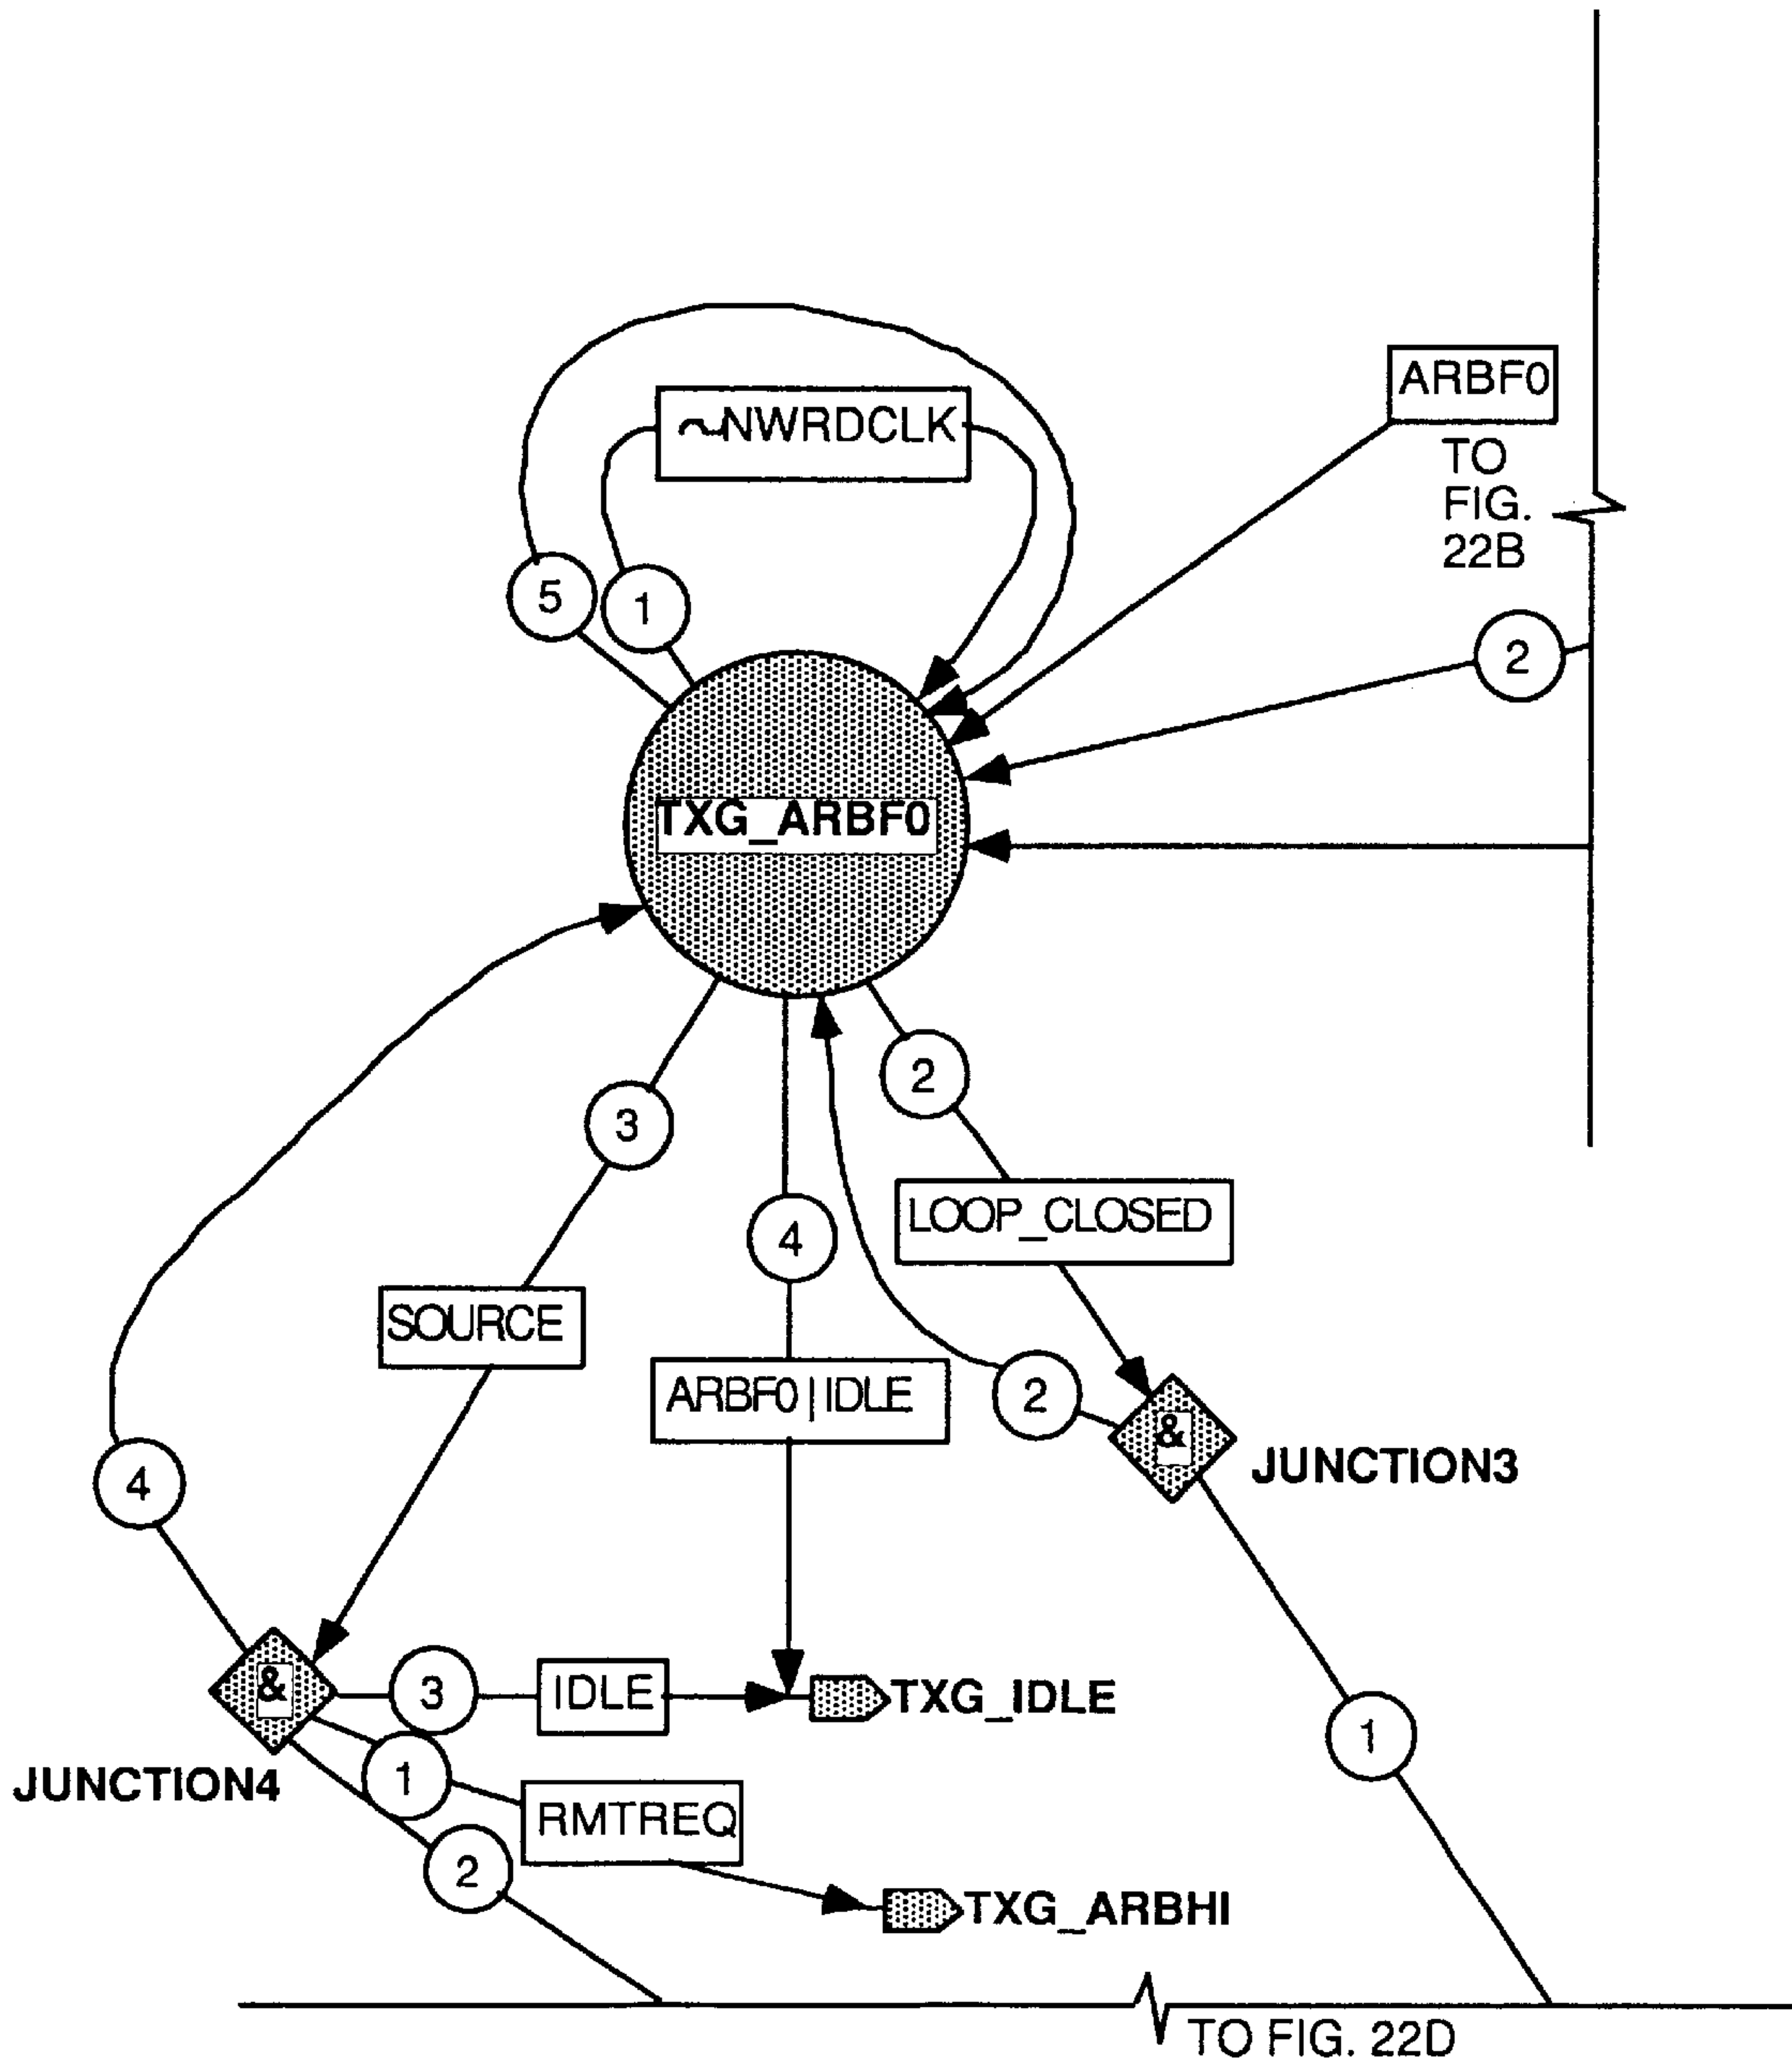 ARBF0
~NWRDCLK
TO
FIG.
22B
5
1
2
TXG_ARBF0
2
3
LOOP_CLOSED
4
SOURCE
ARBF0 | IDLE
2
&
JUNCTION3
4
&
3
IDLE
TXG_IDLE
1
JUNCTION4
1
RMTREQ
2
TXG_ARBHI
TO FIG. 22D